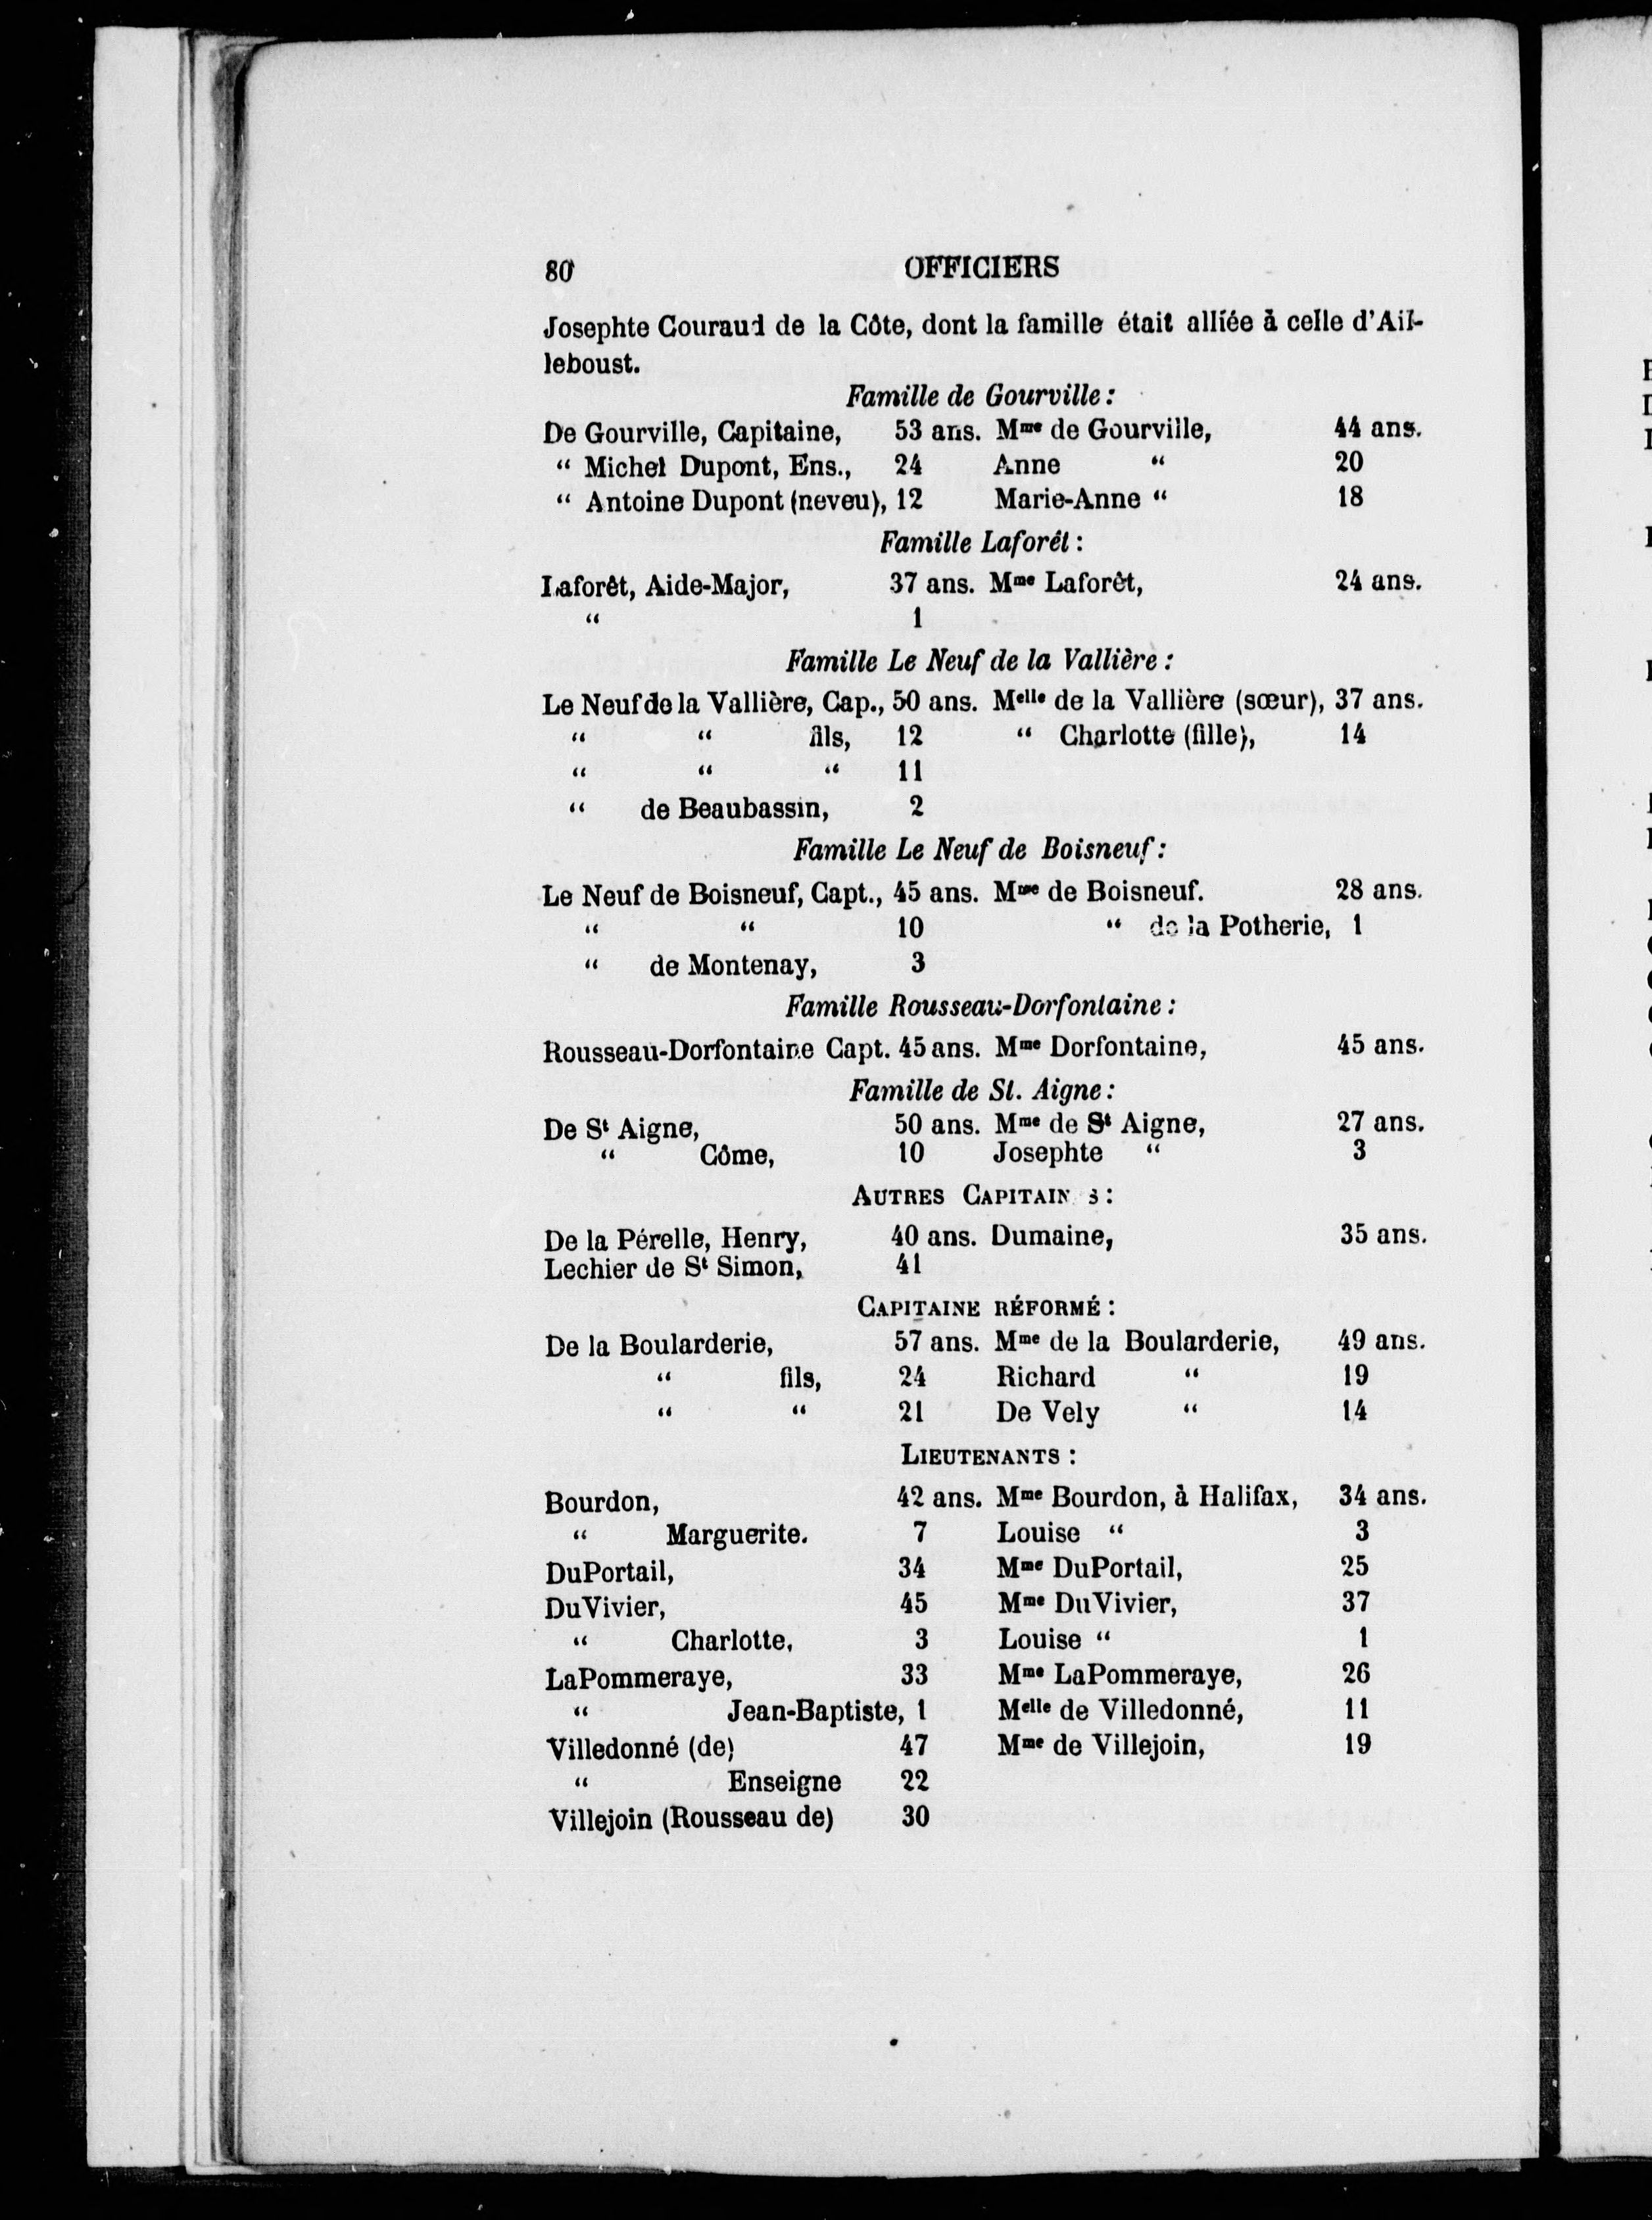 80 OFFICIERS
Josephte Couraud de la Côte, dont la famille était alliée à celle d'Ail-
leboust.
Famille de Gourville :
De Gourville, Capitaine, 53 ans. Mme de Gourville, 44 ans.
“ Michel Dupont, Ens., 24 Anne “ 20
“ Antoine Dupont (neveu), 12 Marie-Anne “ 18
Famille Laforêt :
Laforêt, Aide-Major, 37 ans. Mme Laforêt, 24 ans.
“ 1
Famille Le Neuf de la Vallière :
Le Neuf de la Vallière, Cap., 50 ans. Melle de la Vallière (sœur), 37 ans.
“ “ fils, 12 “ Charlotte (fille), 14
“ “ “ 11
“ de Beaubassin, 2
Famille Le Neuf de Boisneuf :
Le Neuf de Boisneuf, Capt., 45 ans. Mme de Boisneuf. 28 ans.
“ “ 10 “ de la Potherie, 1
“ de Montenay, 3
Famille Rousseau-Dorfontaine :
Rousseau-Dorfontaine Capt. 45 ans. Mme Dorfontaine, 45 ans.
Famille de St. Aigne :
De St Aigne, 50 ans. Mme de St Aigne, 27 ans.
“ Côme, 10 Josephte “ 3
AUTRES CAPITAIN S :
De la Pérelle, Henry, 40 ans. Dumaine, 35 ans.
Lechier de St Simon, 41
CAPITAINE RÉFORMÉ :
De la Boularderie, 57 ans. Mme de la Boularderie, 49 ans.
“ fils, 24 Richard “ 19
“ “ 21 De Vely “ 14
LIEUTENANTS :
Bourdon, 42 ans. Mme Bourdon, à Halifax, 34 ans.
“ Marguerite. 7 Louise “ 3
DuPortail, 34 Mme DuPortail, 25
DuVivier, 45 Mme DuVivier, 37
“ Charlotte, 3 Louise “ 1
LaPommeraye, 33 Mme LaPommeraye, 26
“ Jean-Baptiste, 1 Melle de Villedonné, 11
Villedonné (de) 47 Mme de Villejoin, 19
“ Enseigne 22
Villejoin (Rousseau de) 30